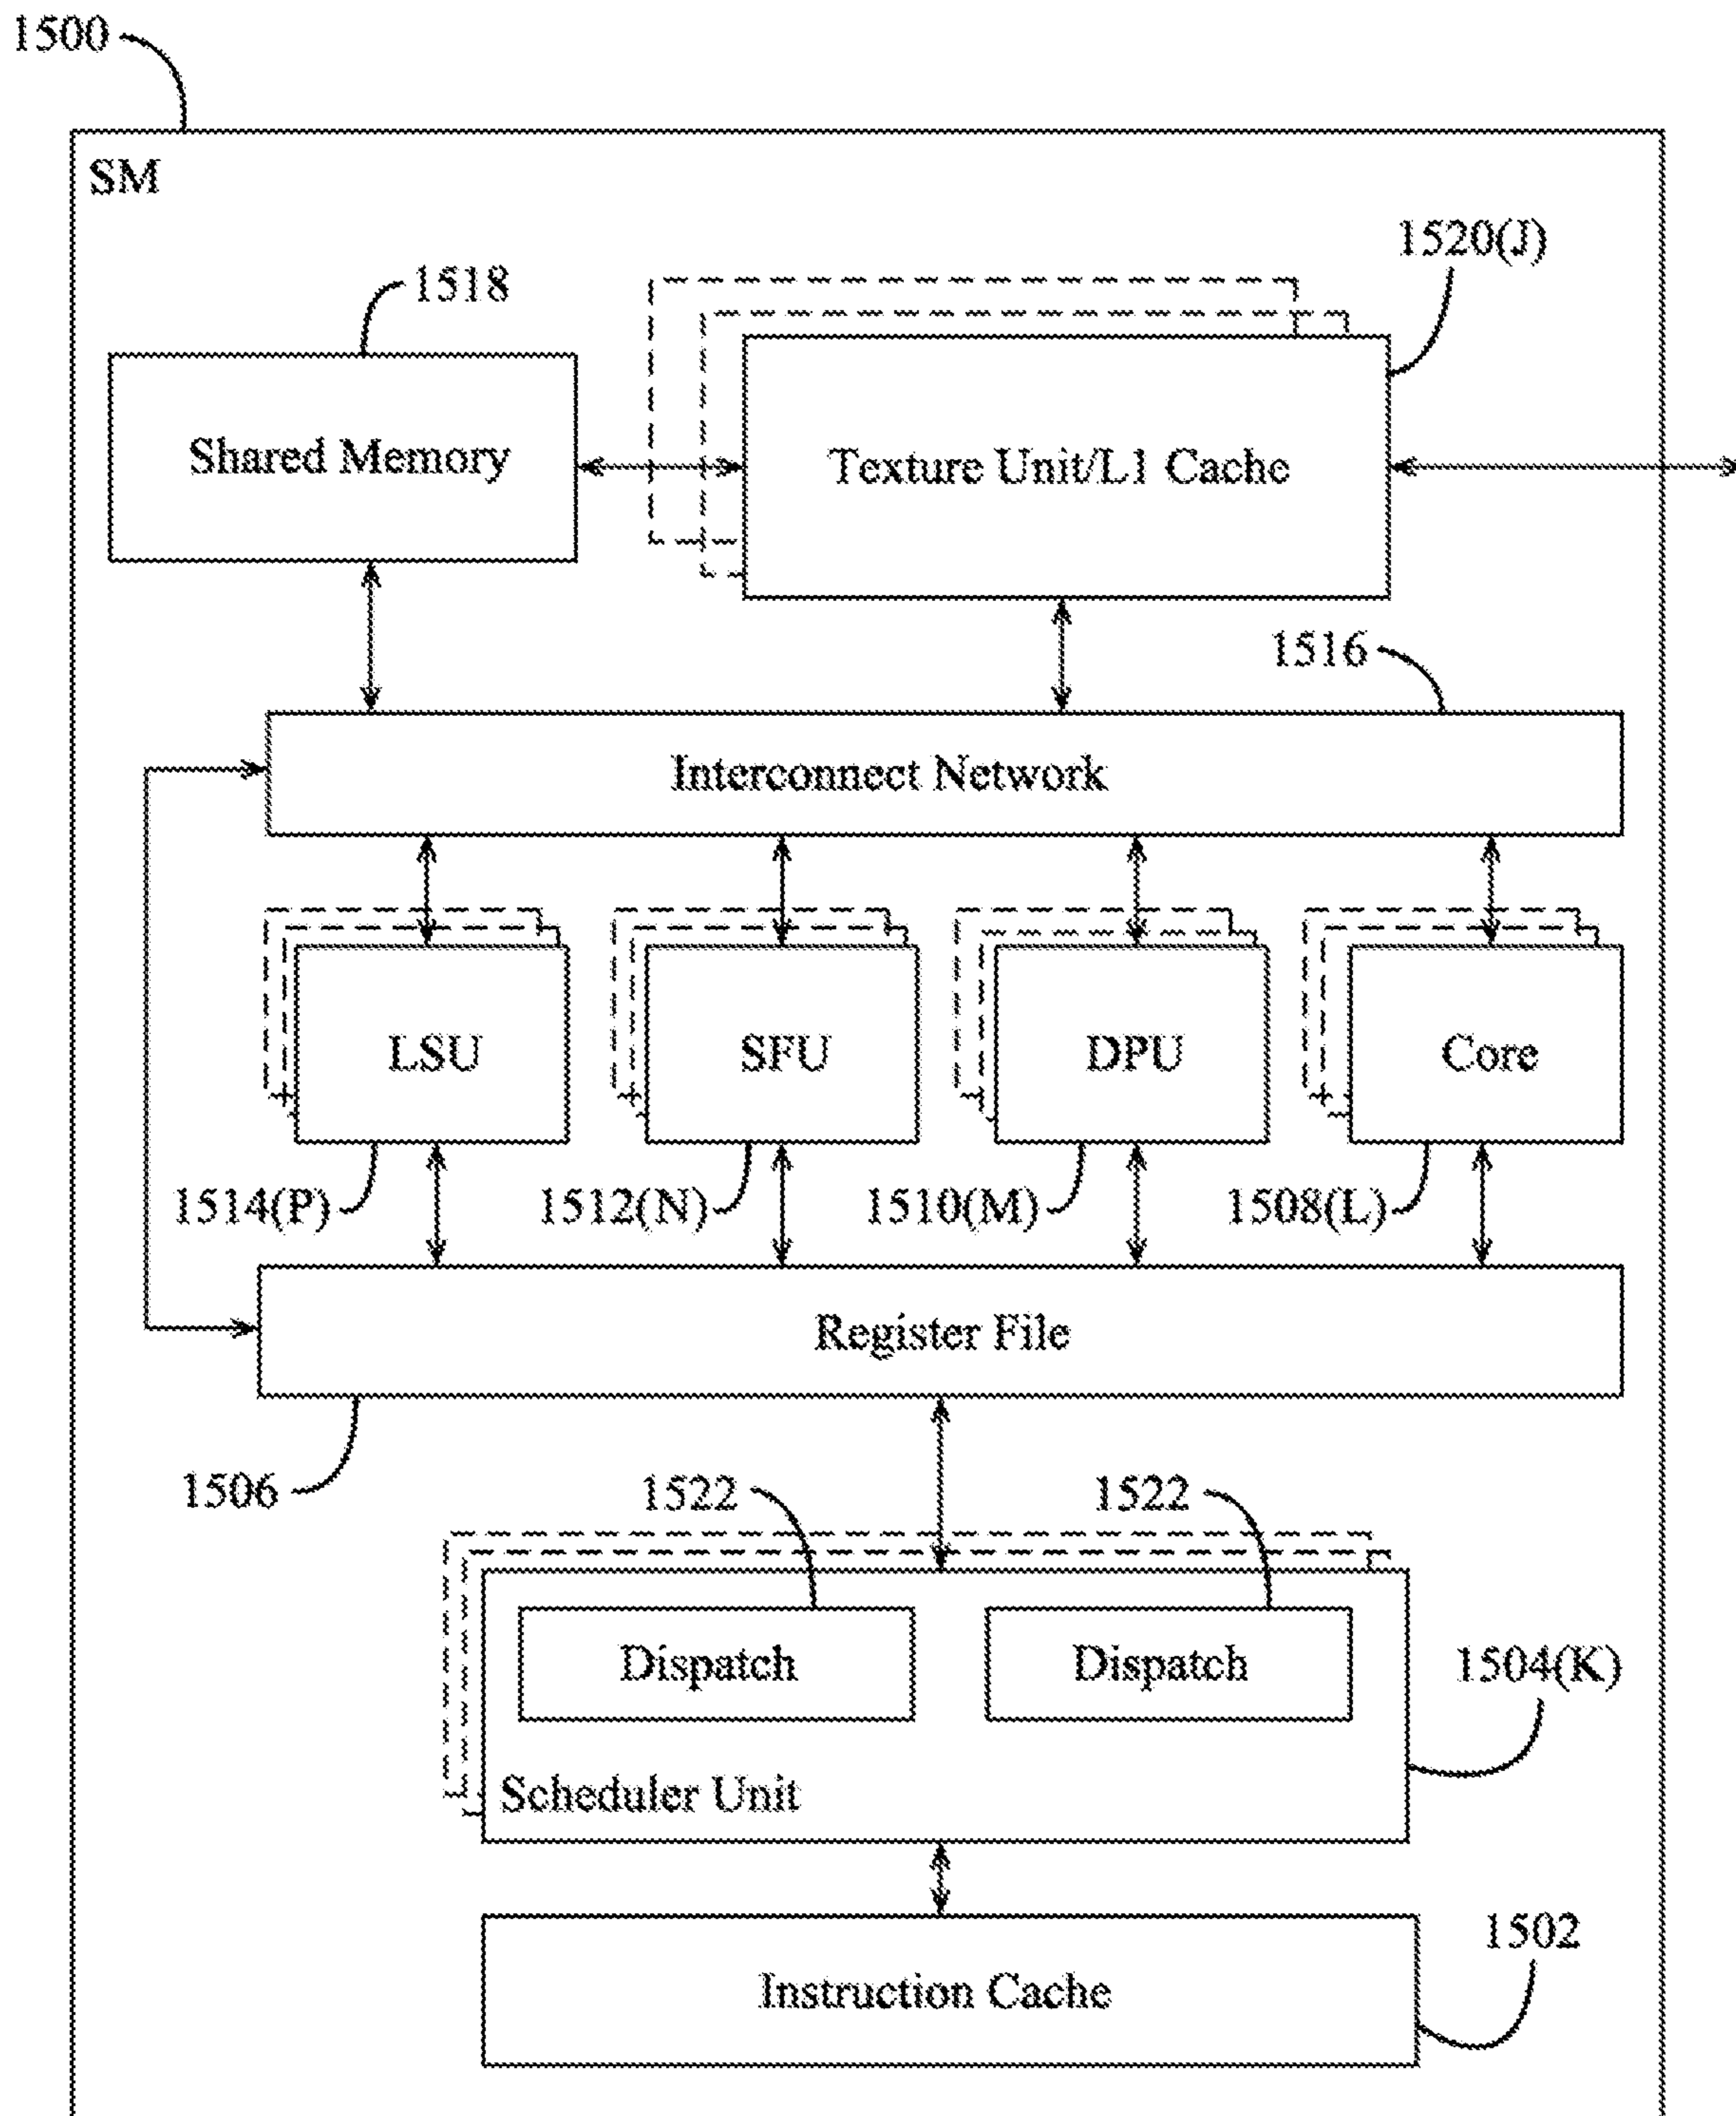 1500
SM
1520(J)
1518
Shared Memory
Texture Unit/L1 Cache
1516
Interconnect Network
LSU
SFU
DPU
Core
1514(P)
1512(N)
1510(M)
1508(L)
Register File
1506
1522
1522
Dispatch
Dispatch
1504(K)
Scheduler Unit
1502
Instruction Cache